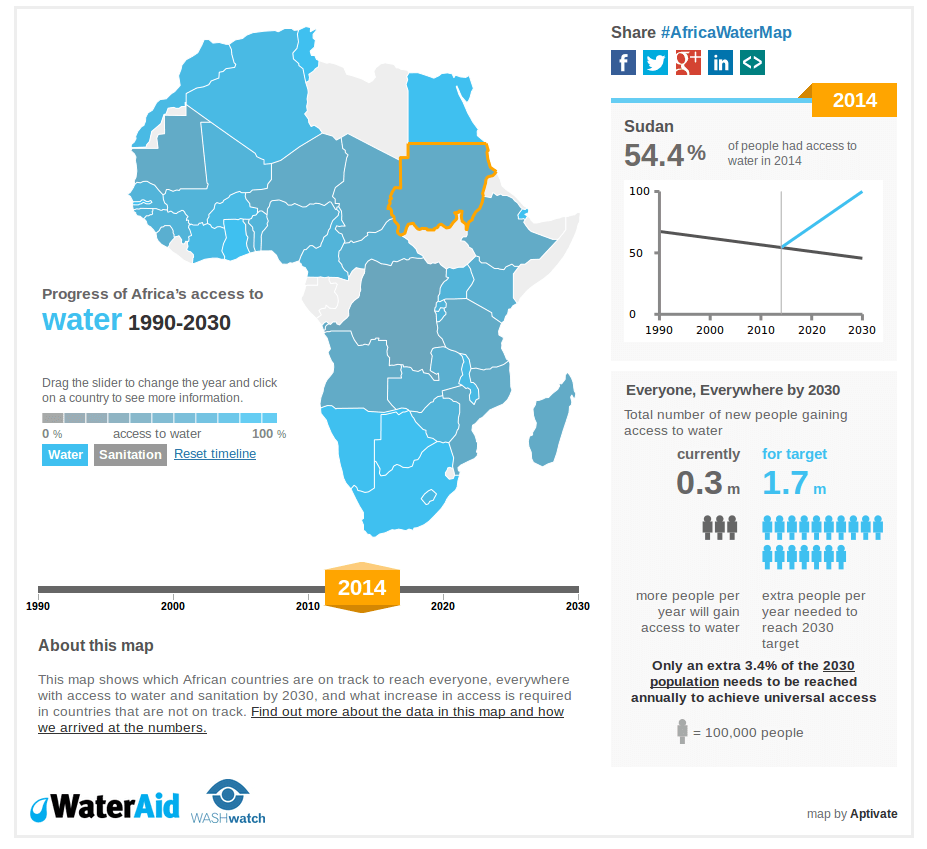 Share #AfricaWaterMap
2014
Sudan
54.4%
of people had access to
water in 2014
100
50
0
1990 2000 2010 2020 2030
Progress of Africa's access to
water 1990-2030
Drag the slider to change the year and click
on a country to see more information.
0 % access to water 100 %
Water Sanitation Reset timeline
Everyone, Everywhere by 2030
Total number of new people gaining
access to water
currently for target
0.3 m 1.7 m
more people per
year will gain
access to water
extra people per
year needed to
reach 2030
target
Only an extra 3.4% of the 2030
population needs to be reached
annually to achieve universal access
= 100,000 people
2014
1990 2000 2010 2020 2030
About this map
This map shows which African countries are on track to reach everyone, everywhere
with access to water and sanitation by 2030, and what increase in access is required
in countries that are not on track. Find out more about the data in this map and how
we arrived at the numbers.
WaterAid
WASHwatch
map by Aptivate